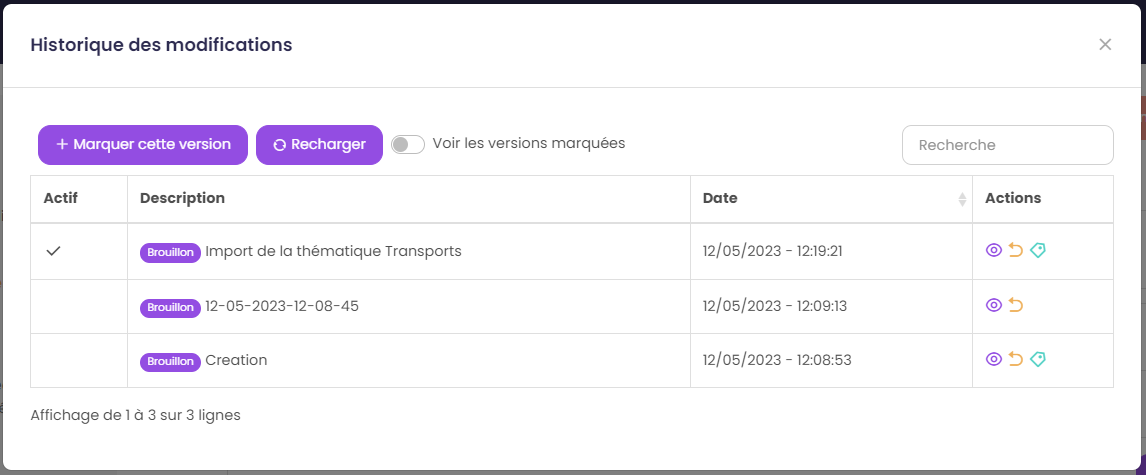 Historique des modifications
Marquer cette version Recharger Voir les versions marquées Recherche
Actif Description Date Actions
Brouillon Import de la thématique Transports 12/05/2023 - 12:19:21
Brouillon 12-05-2023-12-08-45 12/05/2023 - 12:09:13
Brouillon Creation 12/05/2023 - 12:08:53
Affichage de 1 à 3 sur 3 lignes